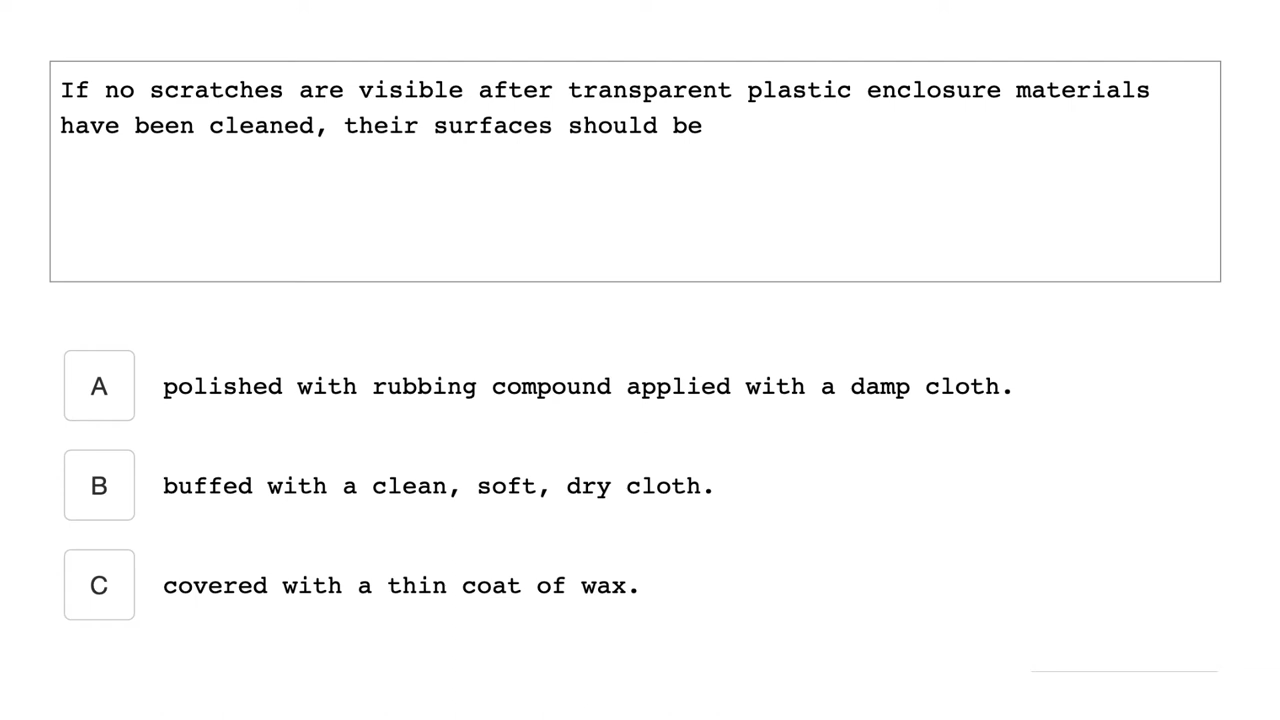 If no scratches are visible after transparent plastic enclosure materials
have been cleaned, their surfaces should be
A polished with rubbing compound applied with a damp cloth.
B buffed with a clean, soft, dry cloth.
C covered with a thin coat of wax.